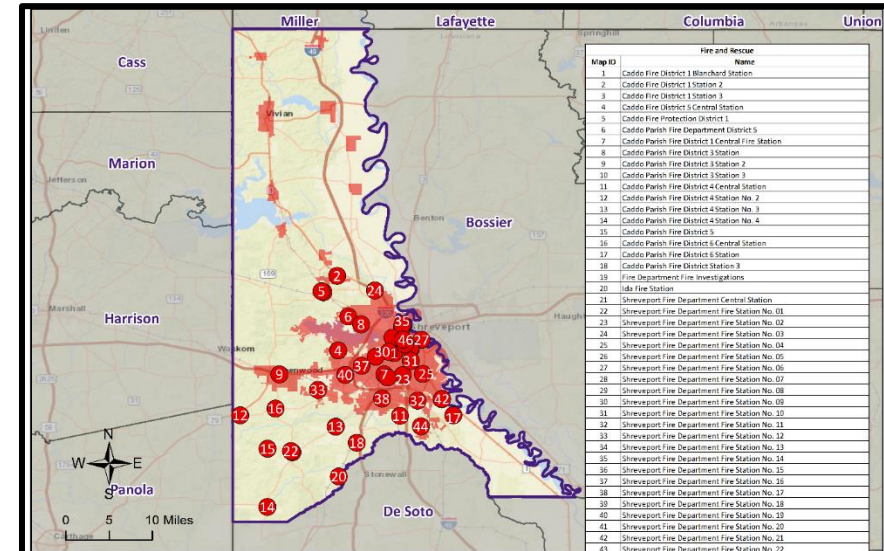 Miller
Lafayette
Columbia
Arkansas
Union
Linden
Louisiana
Springhill
Cass
Vivian
Marion
Jefferson
Benton
Bossier
Marshall
Harrison
Shreveport
Haugh
Waskom
enwood
Stonewall
Panola
De Soto
Carthage
2
5
24
6
8
35
4
46
27
30
1
31
9
40
37
7
23
25
33
38
32
42
12
16
11
17
13
44
15
22
18
20
14
N
W
E
S
0 5 10 Miles
Fire and Rescue
Map ID Name
1 Caddo Fire District 1 Blanchard Station
2 Caddo Fire District 1 Station 2
3 Caddo Fire District 1 Station 3
4 Caddo Fire District 5 Central Station
5 Caddo Fire Protection District 1
6 Caddo Parish Fire Department District 5
7 Caddo Parish Fire District 1 Central Fire Station
8 Caddo Parish Fire District 3 Station
9 Caddo Parish Fire District 3 Station 2
10 Caddo Parish Fire District 3 Station 3
11 Caddo Parish Fire District 4 Central Station
12 Caddo Parish Fire District 4 Station No. 2
13 Caddo Parish Fire District 4 Station No. 3
14 Caddo Parish Fire District 4 Station No. 4
15 Caddo Parish Fire District 5
16 Caddo Parish Fire District 6 Central Station
17 Caddo Parish Fire District 6 Station
18 Caddo Parish Fire District Station 3
19 Fire Department Fire Investigations
20 Ida Fire Station
21 Shreveport Fire Department Central Station
22 Shreveport Fire Department Fire Station No. 01
23 Shreveport Fire Department Fire Station No. 02
24 Shreveport Fire Department Fire Station No. 03
25 Shreveport Fire Department Fire Station No. 04
26 Shreveport Fire Department Fire Station No. 05
27 Shreveport Fire Department Fire Station No. 06
28 Shreveport Fire Department Fire Station No. 07
29 Shreveport Fire Department Fire Station No. 08
30 Shreveport Fire Department Fire Station No. 09
31 Shreveport Fire Department Fire Station No. 10
32 Shreveport Fire Department Fire Station No. 11
33 Shreveport Fire Department Fire Station No. 12
34 Shreveport Fire Department Fire Station No. 13
35 Shreveport Fire Department Fire Station No. 14
36 Shreveport Fire Department Fire Station No. 15
37 Shreveport Fire Department Fire Station No. 16
38 Shreveport Fire Department Fire Station No. 17
39 Shreveport Fire Department Fire Station No. 18
40 Shreveport Fire Department Fire Station No. 19
41 Shreveport Fire Department Fire Station No. 20
42 Shreveport Fire Department Fire Station No. 21
43 Shreveport Fire Department Fire Station No. 22